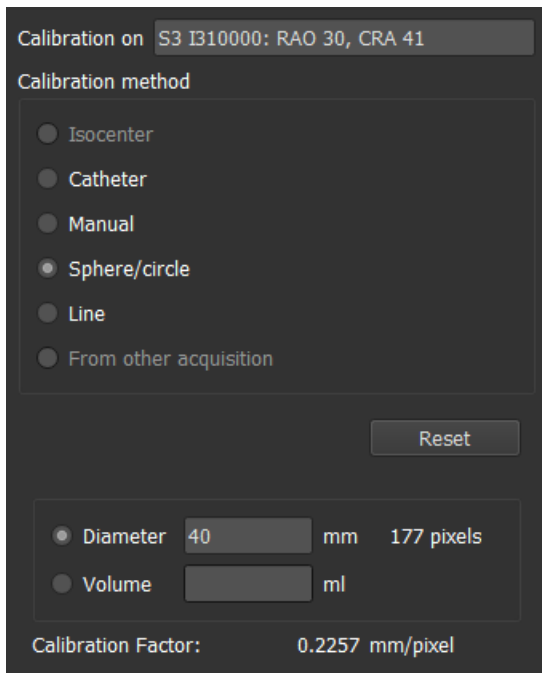 Calibration on S3 I310000: RAO 30, CRA 41
Calibration method
Isocenter
Catheter
Manual
Sphere/circle
Line
From other acquisition
Reset
Diameter 40 mm 177 pixels
Volume ml
Calibration Factor: 0.2257 mm/pixel